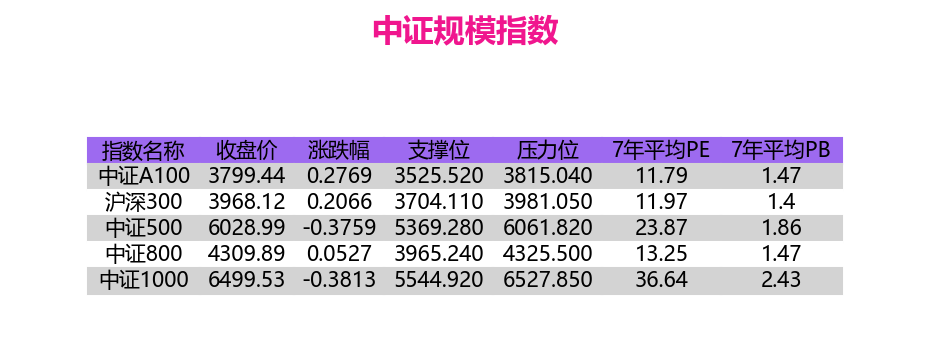 中证规模指数
指数名称 收盘价 涨跌幅 支撑位 压力位 7年平均PE 7年平均PB
中证A100 3799.44 0.2769 3525.520 3815.040 11.79 1.47
沪深300 3968.12 0.2066 3704.110 3981.050 11.97 1.4
中证500 6028.99 -0.3759 5369.280 6061.820 23.87 1.86
中证800 4309.89 0.0527 3965.240 4325.500 13.25 1.47
中证1000 6499.53 -0.3813 5544.920 6527.850 36.64 2.43